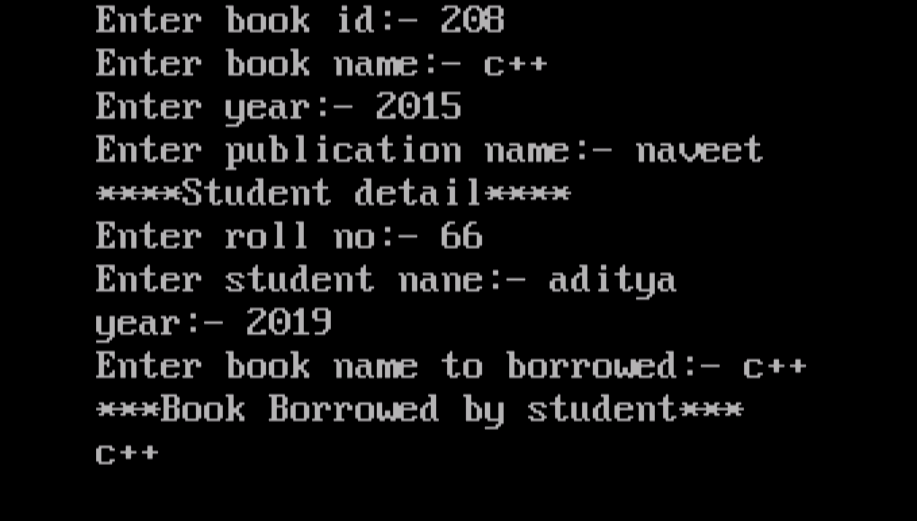 Enter book id:- 208
Enter book name:- c++
Enter year:- 2015
Enter publication name:- naveet
****Student detail****
Enter roll no:- 66
Enter student nane:- aditya
year:- 2019
Enter book name to borrowed:- c++
***Book Borrowed by student***
c++